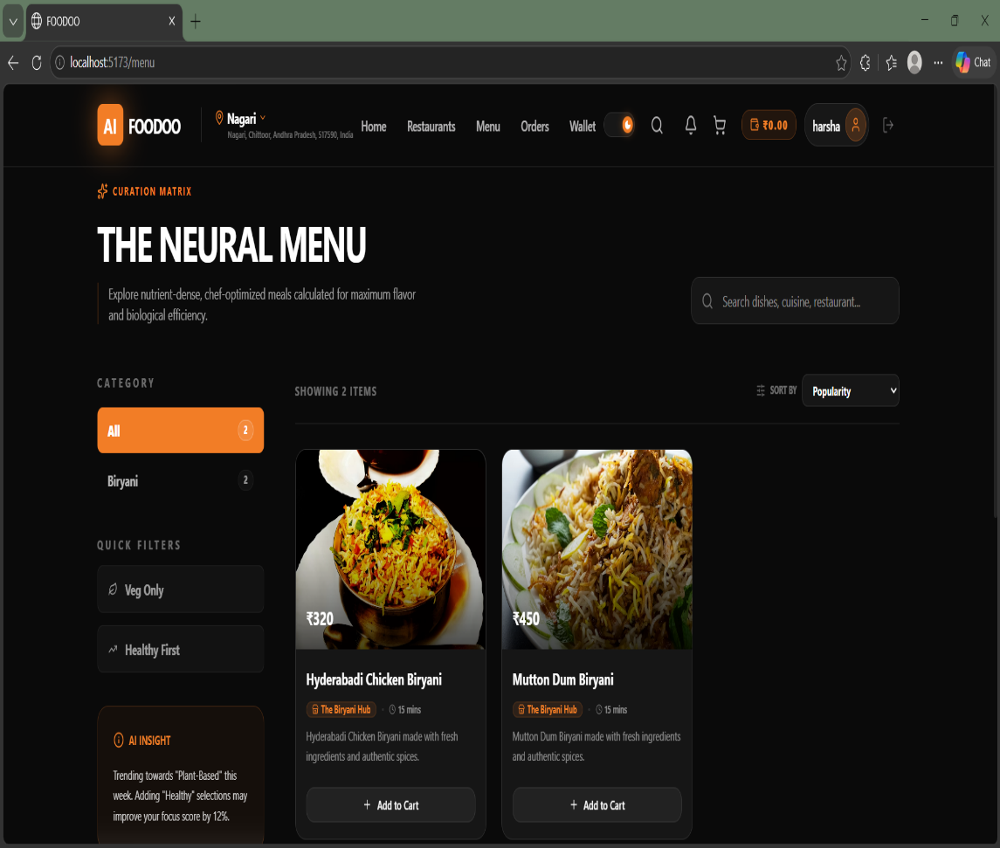 FOODOO
localhost:5173/menu
Chat
AI FOODOO
Nagari
Nagari, Chittoor, Andhra Pradesh, 517590, India
Home Restaurants Menu Orders Wallet
₹0.00
harsha
CURATION MATRIX
THE NEURAL MENU
Explore nutrient-dense, chef-optimized meals calculated for maximum flavor
and biological efficiency.
Search dishes, cuisine, restaurant...
CATEGORY
All 2
Biryani 2
QUICK FILTERS
Veg Only
Healthy First
AI INSIGHT
Trending towards "Plant-Based" this
week. Adding "Healthy" selections may
improve your focus score by 12%.
SHOWING 2 ITEMS
SORT BY Popularity
₹320
Hyderabadi Chicken Biryani
The Biryani Hub · 15 mins
Hyderabadi Chicken Biryani made with fresh
ingredients and authentic spices.
+ Add to Cart
₹450
Mutton Dum Biryani
The Biryani Hub · 15 mins
Mutton Dum Biryani made with fresh ingredients
and authentic spices.
+ Add to Cart